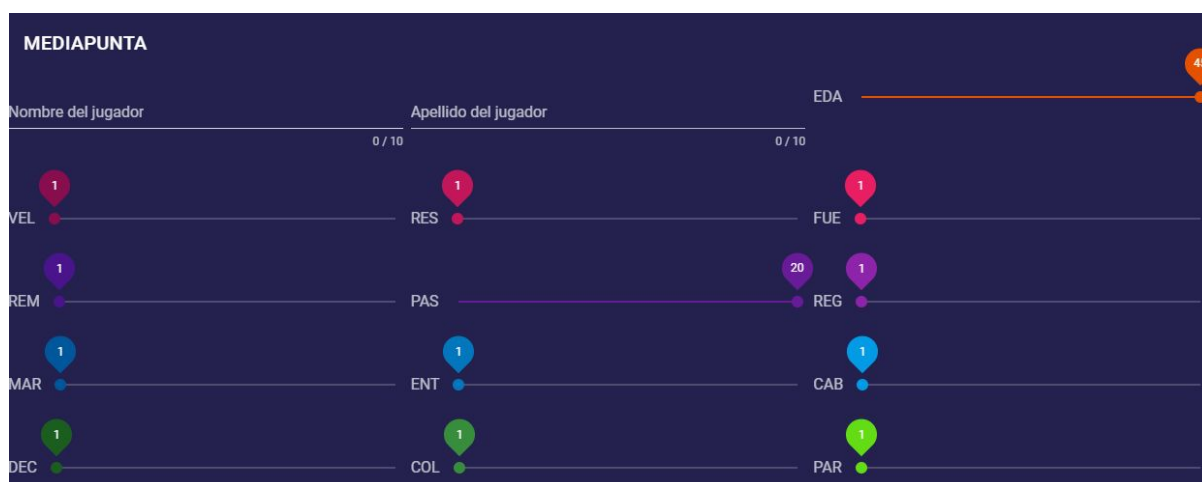 MEDIAPUNTA
45
EDA
Nombre del jugador Apellido del jugador
0 / 10 0 / 10
1 1 1
VEL RES FUE
1 20 1
REM PAS REG
1 1 1
MAR ENT CAB
1 1 1
DEC COL PAR